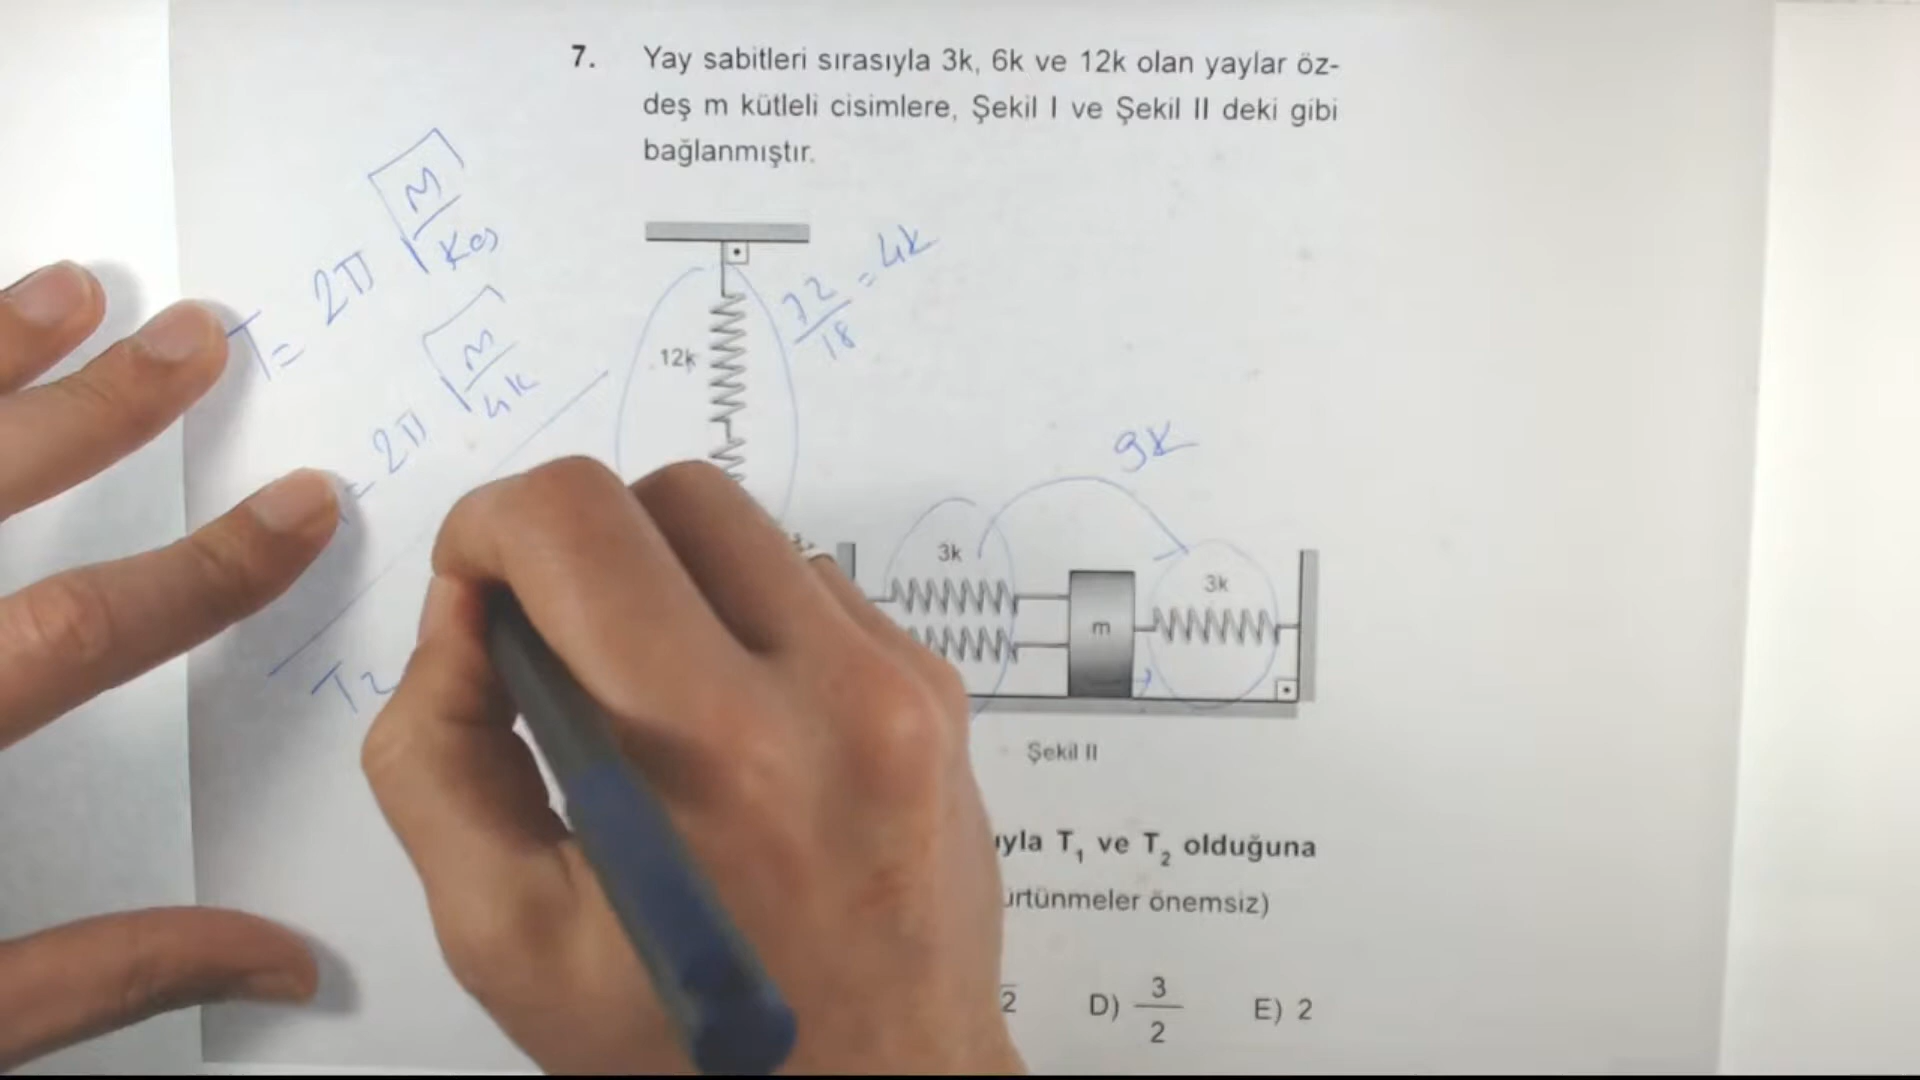 7. Yay sabitleri sırasıyla 3k, 6k ve 12k olan yaylar öz-
deş m kütleli cisimlere, Şekil I ve Şekil II deki gibi
bağlanmıştır.
T = 2π √M/Keş
= 2π √M/4k
T2
72/18 = 4k
12k
9k
3k
3k
m
Şekil II
yla T₁ ve T₂ olduğuna
rtünmeler önemsiz)
2
D) 3/2
E) 2